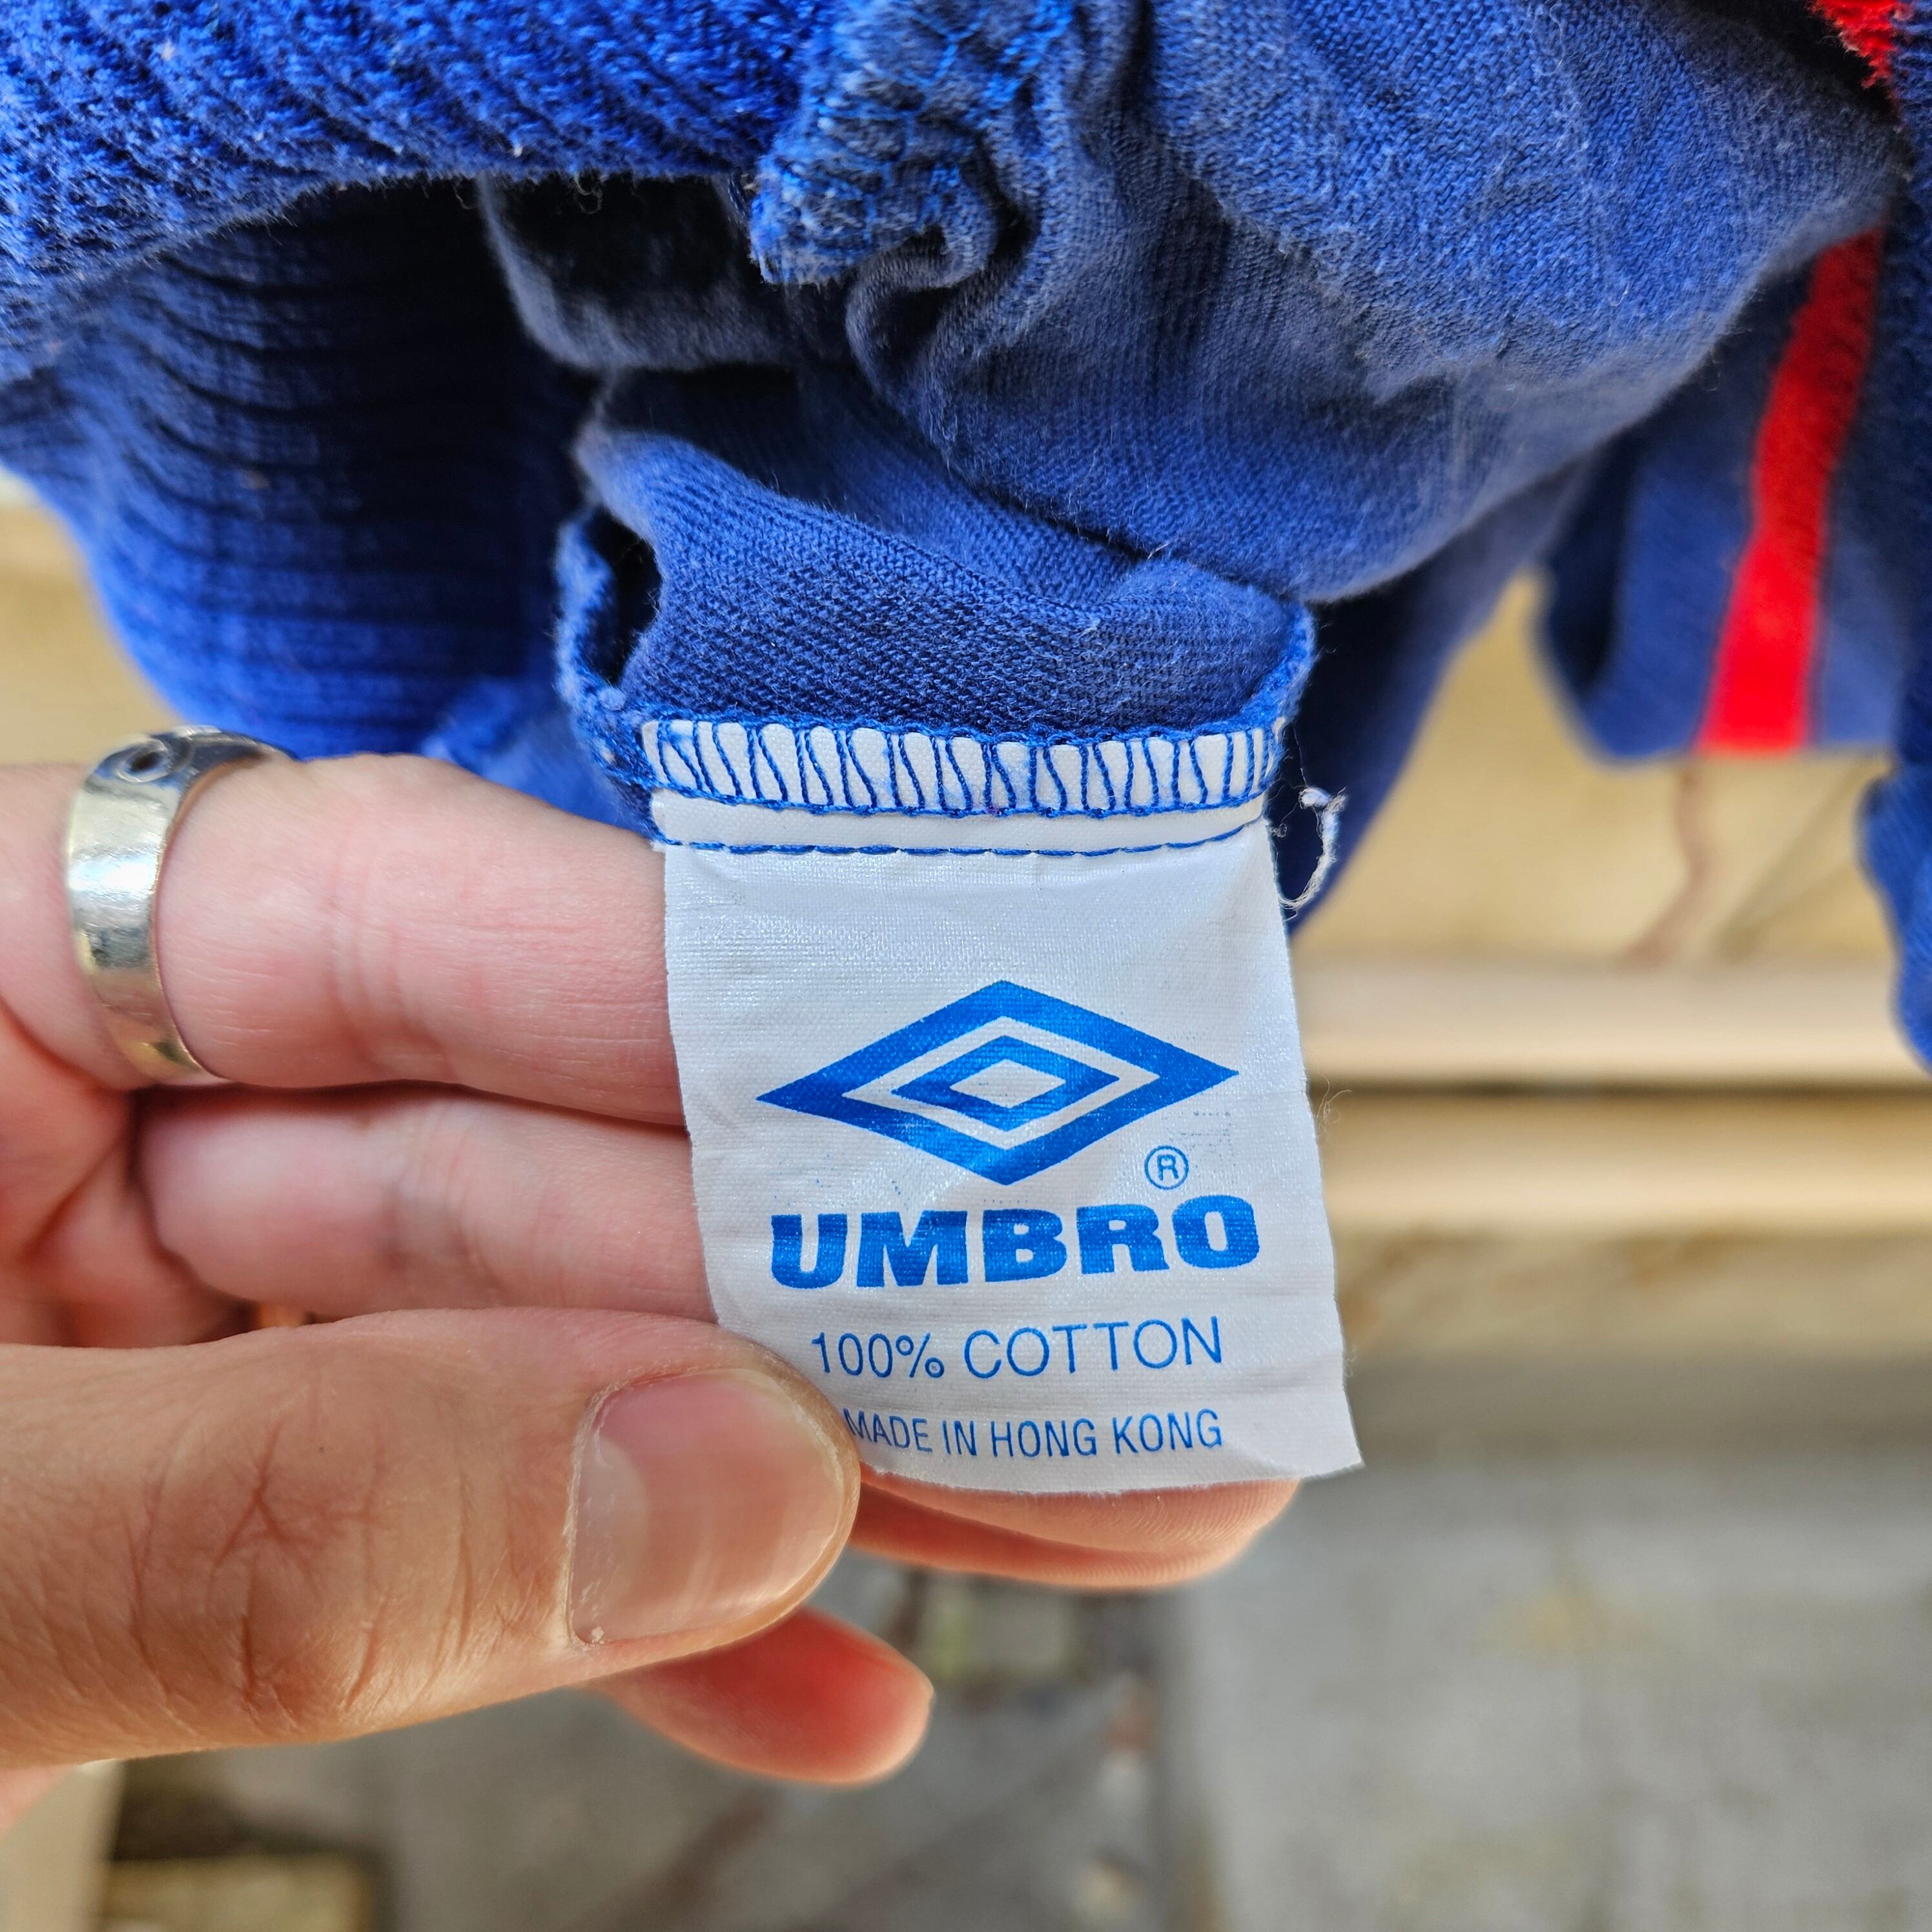 ®
UMBRO
100% COTTON
MADE IN HONG KONG